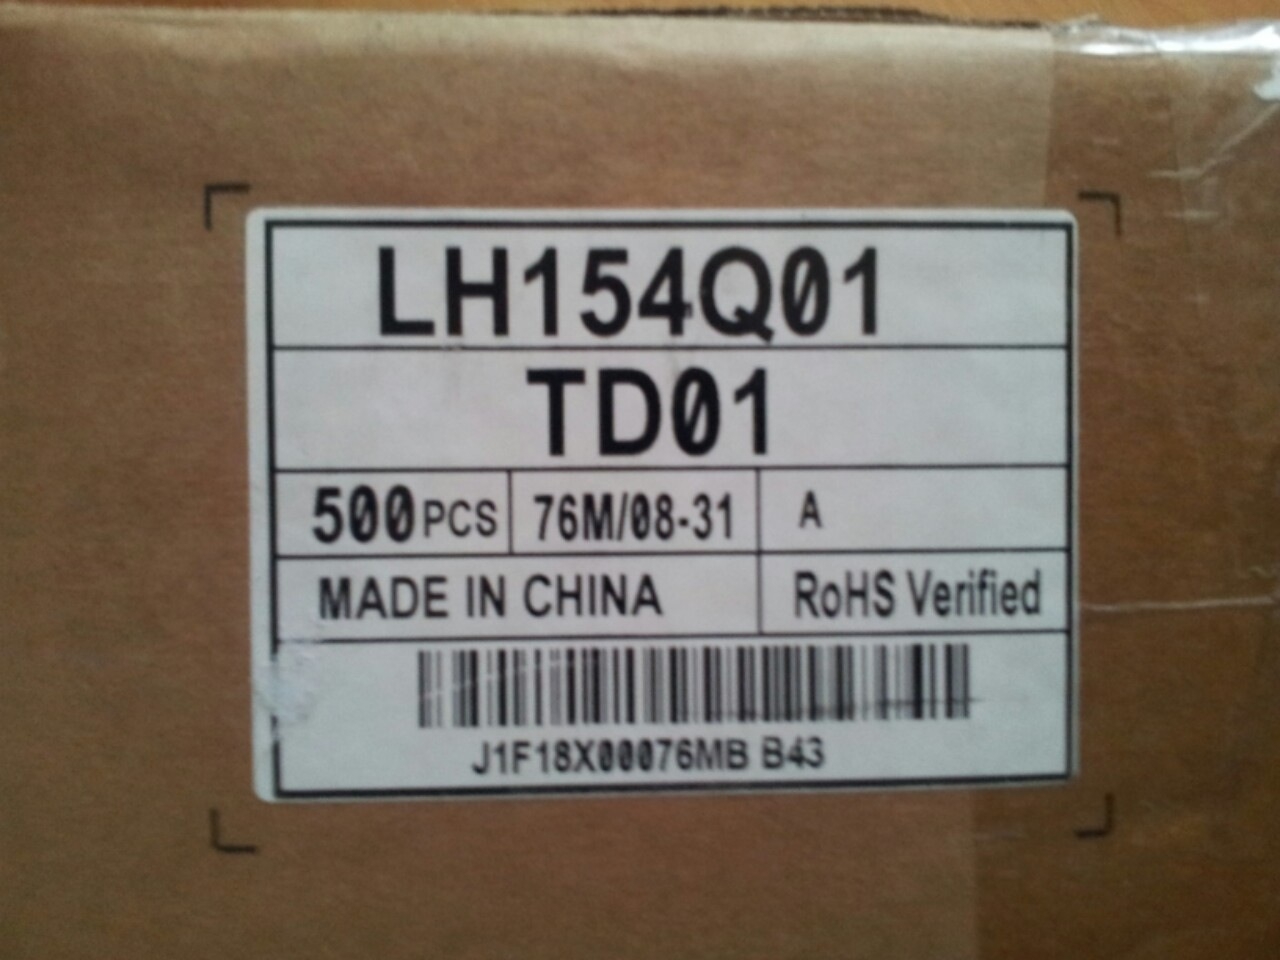 LH154Q01
TD01
500PCS 76M/08-31 A
MADE IN CHINA RoHS Verified
J1F18X00076MB B43